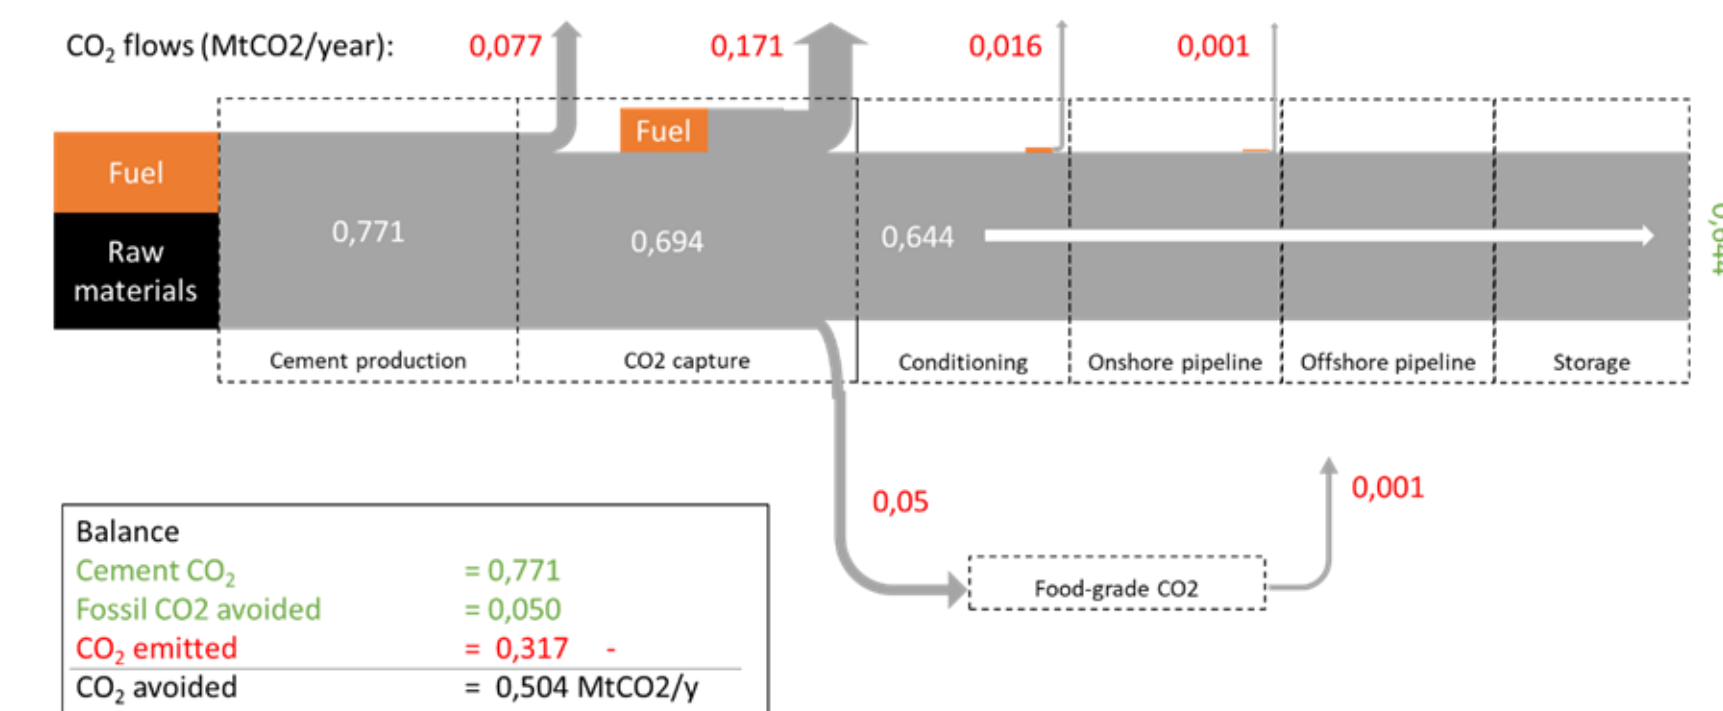 CO₂ flows (MtCO2/year):
0,077
0,171
0,016
0,001
Fuel
Fuel
Raw
materials
0,771
0,694
0,644
0,644
Cement production
CO2 capture
Conditioning
Onshore pipeline
Offshore pipeline
Storage
0,05
0,001
Food-grade CO2
Balance
Cement CO₂ = 0,771
Fossil CO2 avoided = 0,050
CO₂ emitted = 0,317 -
CO₂ avoided = 0,504 MtCO2/y